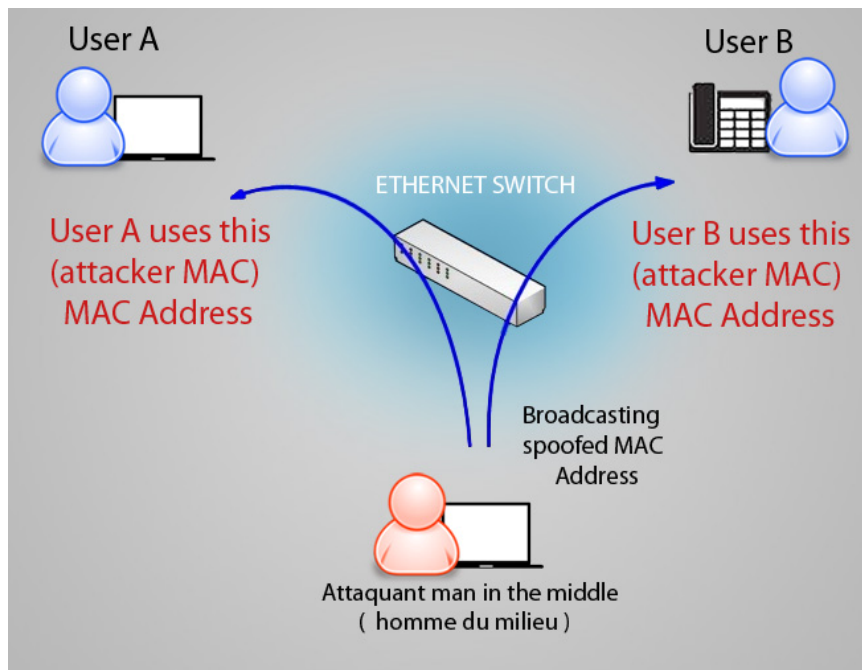 User A
User B
ETHERNET SWITCH
User A uses this
(attacker MAC)
MAC Address
User B uses this
(attacker MAC)
MAC Address
Broadcasting
spoofed MAC
Address
Attaquant man in the middle
( homme du milieu )